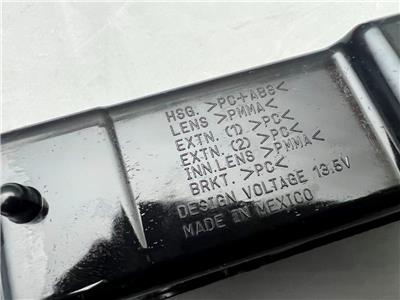 HSG. >PC+ABS<
LENS >PMMA<
EXTN. (1) >PC<
EXTN. (2) >PC<
INN. LENS >PMMA<
BRKT. >PC<
DESIGN VOLTAGE 13.5V
MADE IN MEXICO